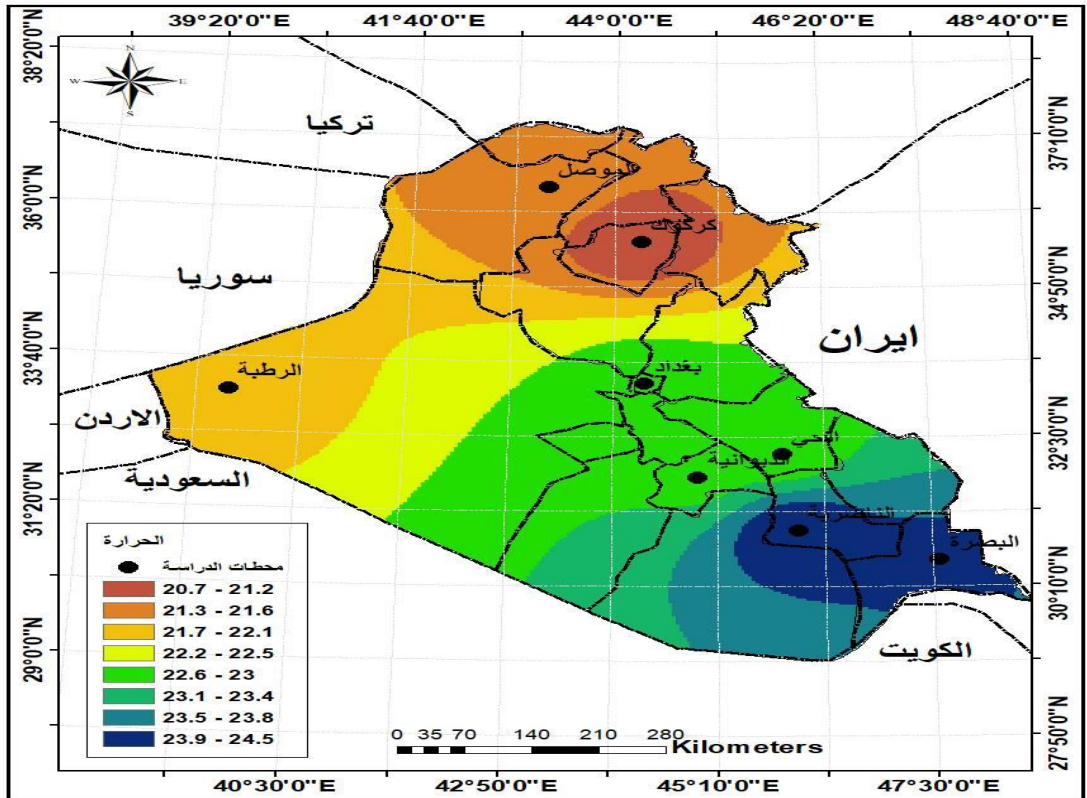 39°20'0"E 41°40'0"E 44°0'0"E 46°20'0"E 48°40'0"E
38°20'0"N
37°10'0"N
36°0'0"N
34°50'0"N
33°40'0"N
32°30'0"N
31°20'0"N
30°10'0"N
29°0'0"N
27°50'0"N
N
W E
S
تركيا
الموصل
كركوك
سوريا
ايران
الرطبة
بغداد
الاردن
الحي
الديوانية
السعودية
الناصرية
البصرة
الكويت
الحرارة
محطات الدراسة
20.7 - 21.2
21.3 - 21.6
21.7 - 22.1
22.2 - 22.5
22.6 - 23
23.1 - 23.4
23.5 - 23.8
23.9 - 24.5
0 35 70 140 210 280
Kilometers
40°30'0"E 42°50'0"E 45°10'0"E 47°30'0"E